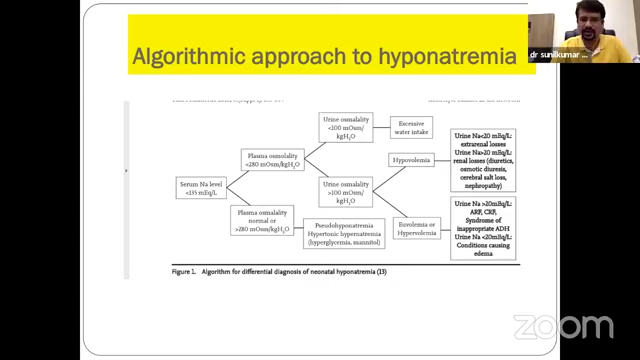 Algorithmic approach to hyponatremia
dr sunilkumar ...
Urine osmolality
<100 mOsm/
kgH₂O
Excessive
water intake
Plasma osmolality
<280 mOsm/kgH₂O
Hypovolemia
Urine Na<20 mEq/L:
extrarenal losses
Urine Na>20 mEq/L:
renal losses (diuretics,
osmotic diuresis,
cerebral salt loss,
nephropathy)
Serum Na level
<135 mEq/L
Urine osmolality
>100 mOsm/
kgH₂O
Plasma osmolality
normal or
>280 mOsm/kgH₂O
Pseudohyponatremia
Hypertonic hypernatremia
(hyperglycemia, mannitol)
Euvolemia or
Hypervolemia
Urine Na >20mEq/L:
ARF, CRF,
Syndrome of
inappropriate ADH
Urine Na <20mEq/L:
Conditions causing
edema
Figure 1. Algorithm for differential diagnosis of neonatal hyponatremia (13)
zoom